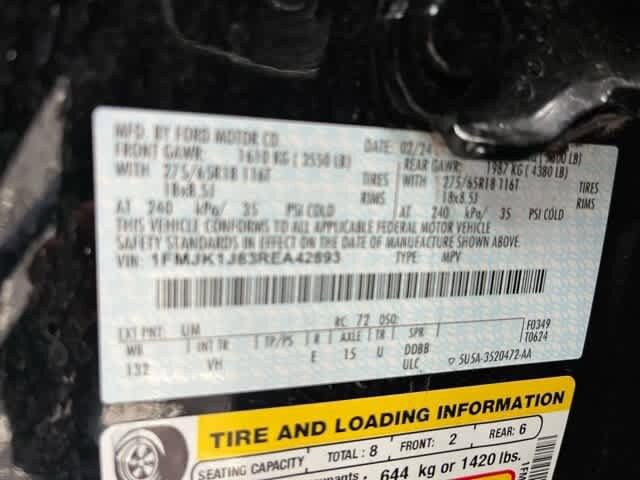 MFD. BY FORD MOTOR CO. DATE: 02/24
FRONT GAWR: 1610 KG ( 3550 LB) REAR GAWR: 1987 KG ( 4380 LB)
WITH 275/65R18 116T TIRES WITH 275/65R18 116T TIRES
18x8.5J RIMS 18x8.5J RIMS
AT 240 kPa/ 35 PSI COLD AT 240 kPa/ 35 PSI COLD
THIS VEHICLE CONFORMS TO ALL APPLICABLE FEDERAL MOTOR VEHICLE
SAFETY AND THEFT PREVENTION STANDARDS IN EFFECT ON THE DATE OF MANUFACTURE SHOWN ABOVE.
VIN: 1FMJK1J83REA42893 TYPE: MPV
EXT PNT: UM RC: 72 DSO: F0349
WB INT TR TP/PS R AXLE TR SPR T0624
132 VH E 15 U DDBB
ULC 5U5A-3520472-AA
TIRE AND LOADING INFORMATION
SEATING CAPACITY TOTAL: 8 FRONT: 2 REAR: 6
644 kg or 1420 lbs.